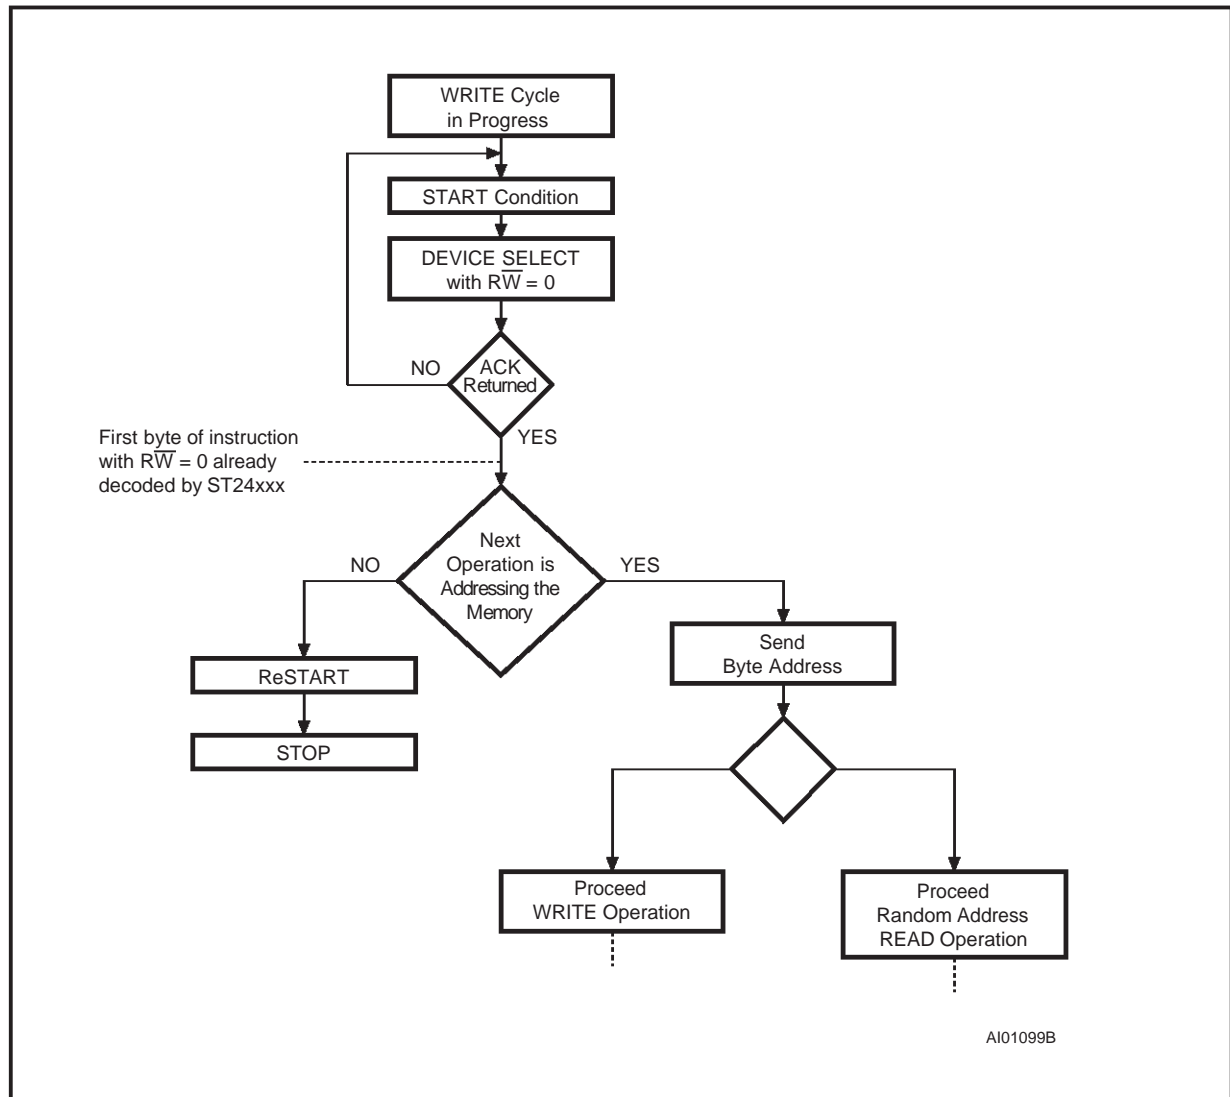 WRITE Cycle
in Progress
START Condition
DEVICE SELECT
with RW̅ = 0
NO
ACK
Returned
YES
First byte of instruction
with RW̅ = 0 already
decoded by ST24xxx
NO
Next
Operation is
Addressing the
Memory
YES
Send
Byte Address
ReSTART
STOP
Proceed
WRITE Operation
Proceed
Random Address
READ Operation
AI01099B